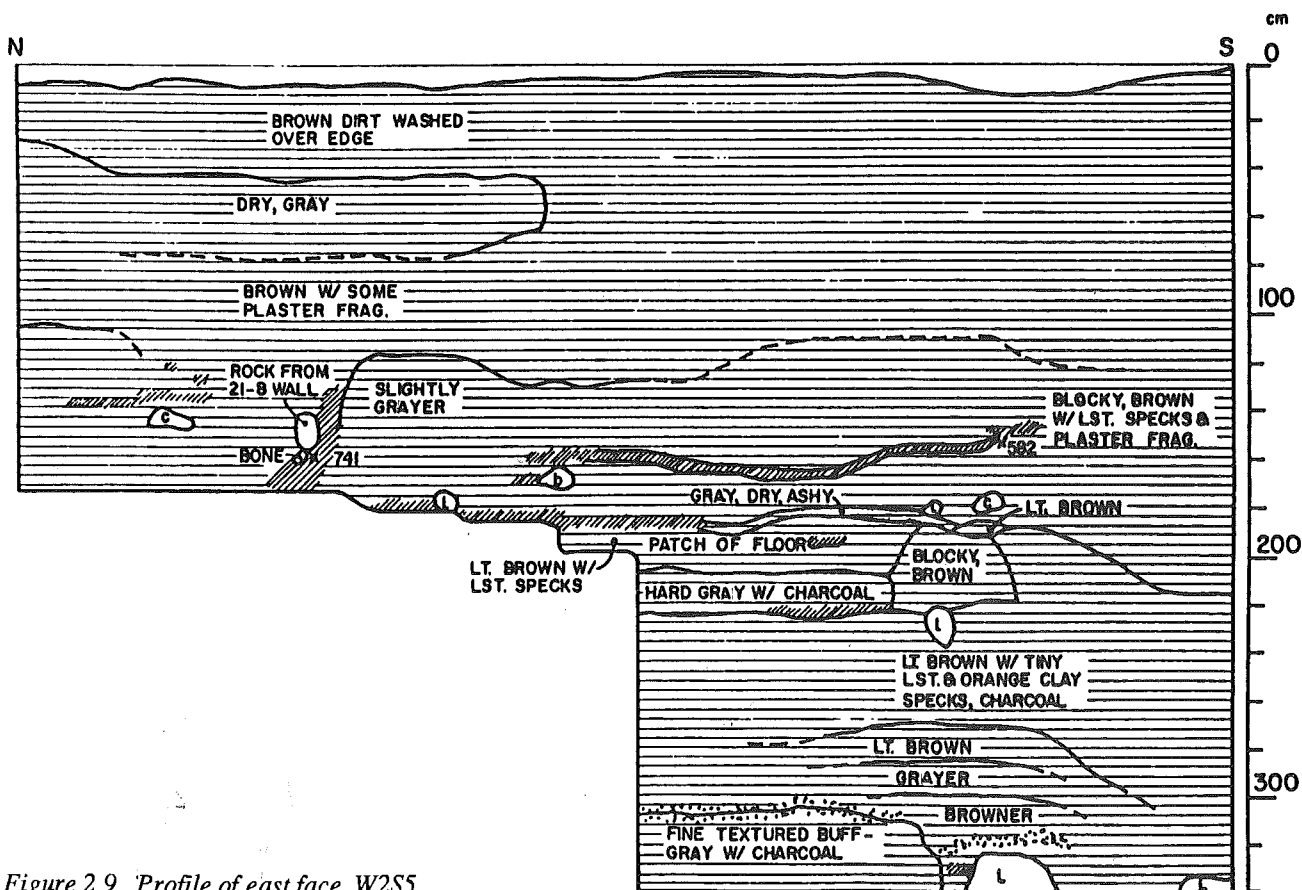 cm
N
S
0
BROWN DIRT WASHED
OVER EDGE
DRY, GRAY
BROWN W/ SOME
PLASTER FRAG.
100
ROCK FROM
21-8 WALL
SLIGHTLY
GRAYER
C
BLOCKY, BROWN
W/ LST. SPECKS &
PLASTER FRAG.
582
BONE
741
b
L
GRAY, DRY, ASHY
C
LT. BROWN
PATCH OF FLOOR
200
LT. BROWN W/
LST. SPECKS
BLOCKY,
BROWN
HARD GRAY W/ CHARCOAL
L
LT. BROWN W/ TINY
LST. & ORANGE CLAY
SPECKS, CHARCOAL
LT. BROWN
GRAYER
300
BROWNER
FINE TEXTURED BUFF-
GRAY W/ CHARCOAL
L
Figure 2.9 Profile of east face, W2S5